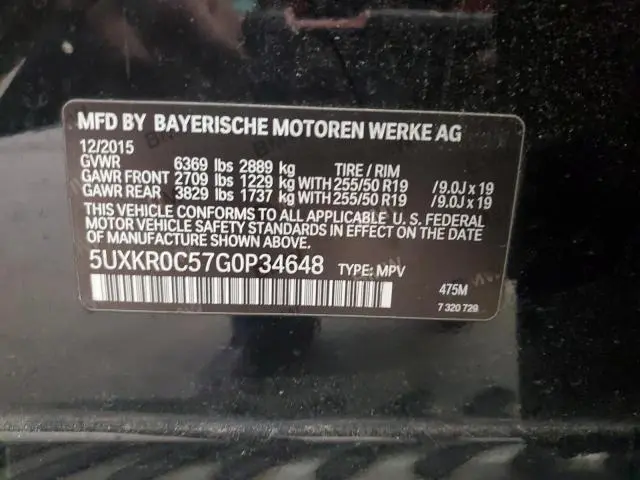 MFD BY BAYERISCHE MOTOREN WERKE AG
12/2015
GVWR 6369 lbs 2889 kg TIRE / RIM
GAWR FRONT 2709 lbs 1229 kg WITH 255/50 R19 /9.0J x 19
GAWR REAR 3829 lbs 1737 kg WITH 255/50 R19 /9.0J x 19
THIS VEHICLE CONFORMS TO ALL APPLICABLE U. S. FEDERAL
MOTOR VEHICLE SAFETY STANDARDS IN EFFECT ON THE DATE
OF MANUFACTURE SHOWN ABOVE.
5UXKR0C57G0P34648 TYPE: MPV
475M
7 320 729